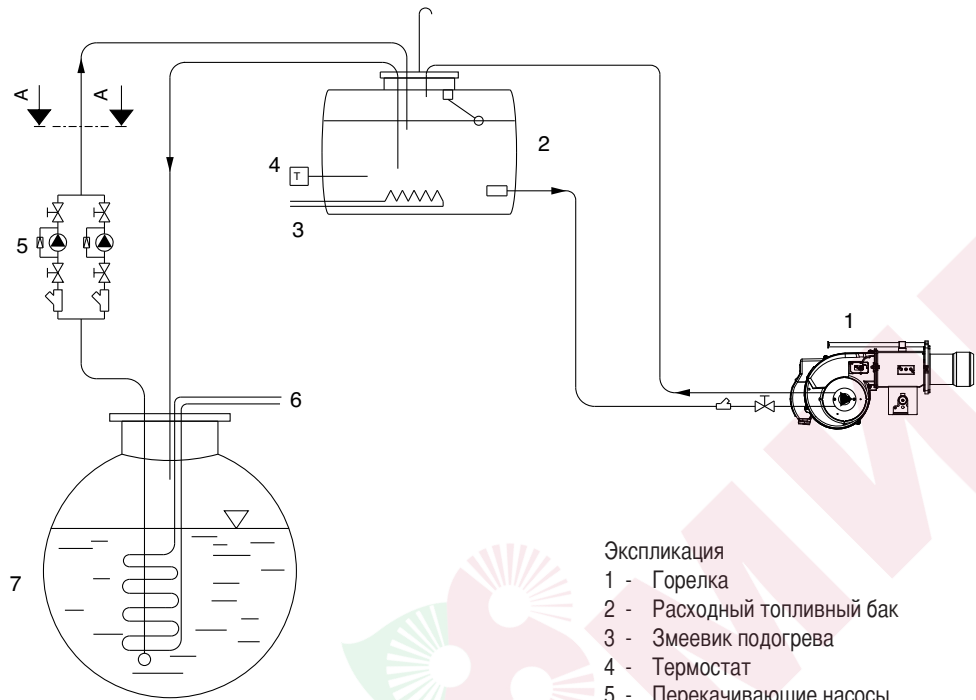 A
A
4
T
2
3
5
1
6
7
Экспликация
1 - Горелка
2 - Расходный топливный бак
3 - Змеевик подогрева
4 - Термостат
5 - Перекачивающие насосы